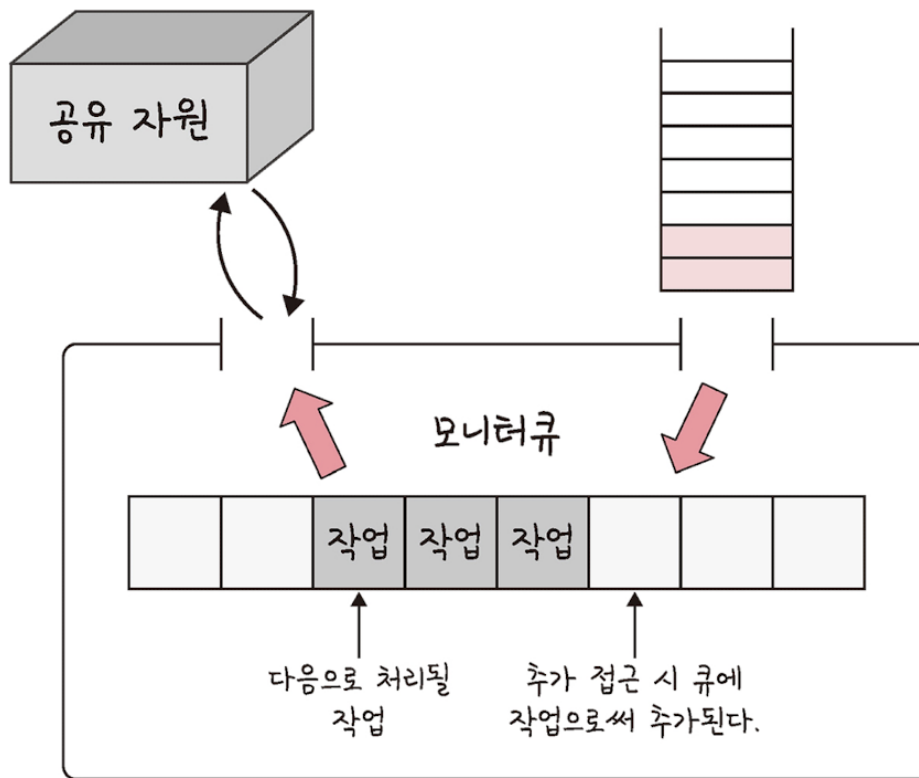 공유 자원
모니터큐
작업 작업 작업
다음으로 처리될
작업
추가 접근 시 큐에
작업으로써 추가된다.